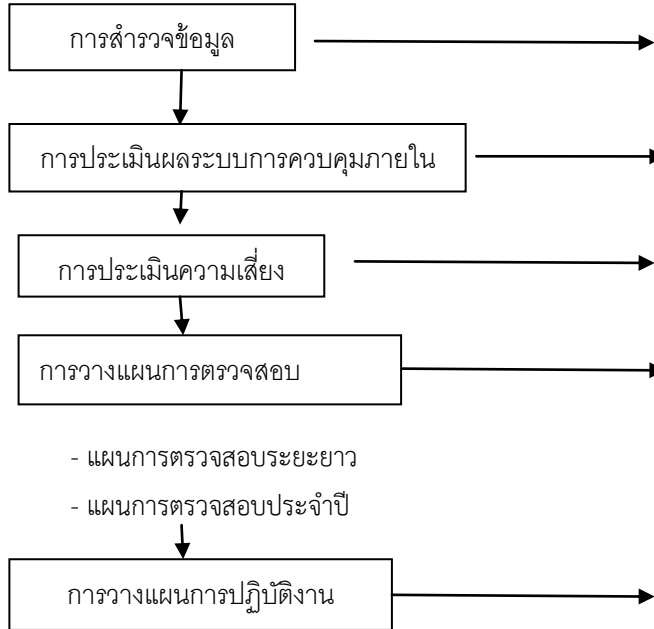 การสำรวจข้อมูล
การประเมินผลระบบการควบคุมภายใน
การประเมินความเสี่ยง
การวางแผนการตรวจสอบ
- แผนการตรวจสอบระยะยาว
- แผนการตรวจสอบประจำปี
การวางแผนการปฏิบัติงาน